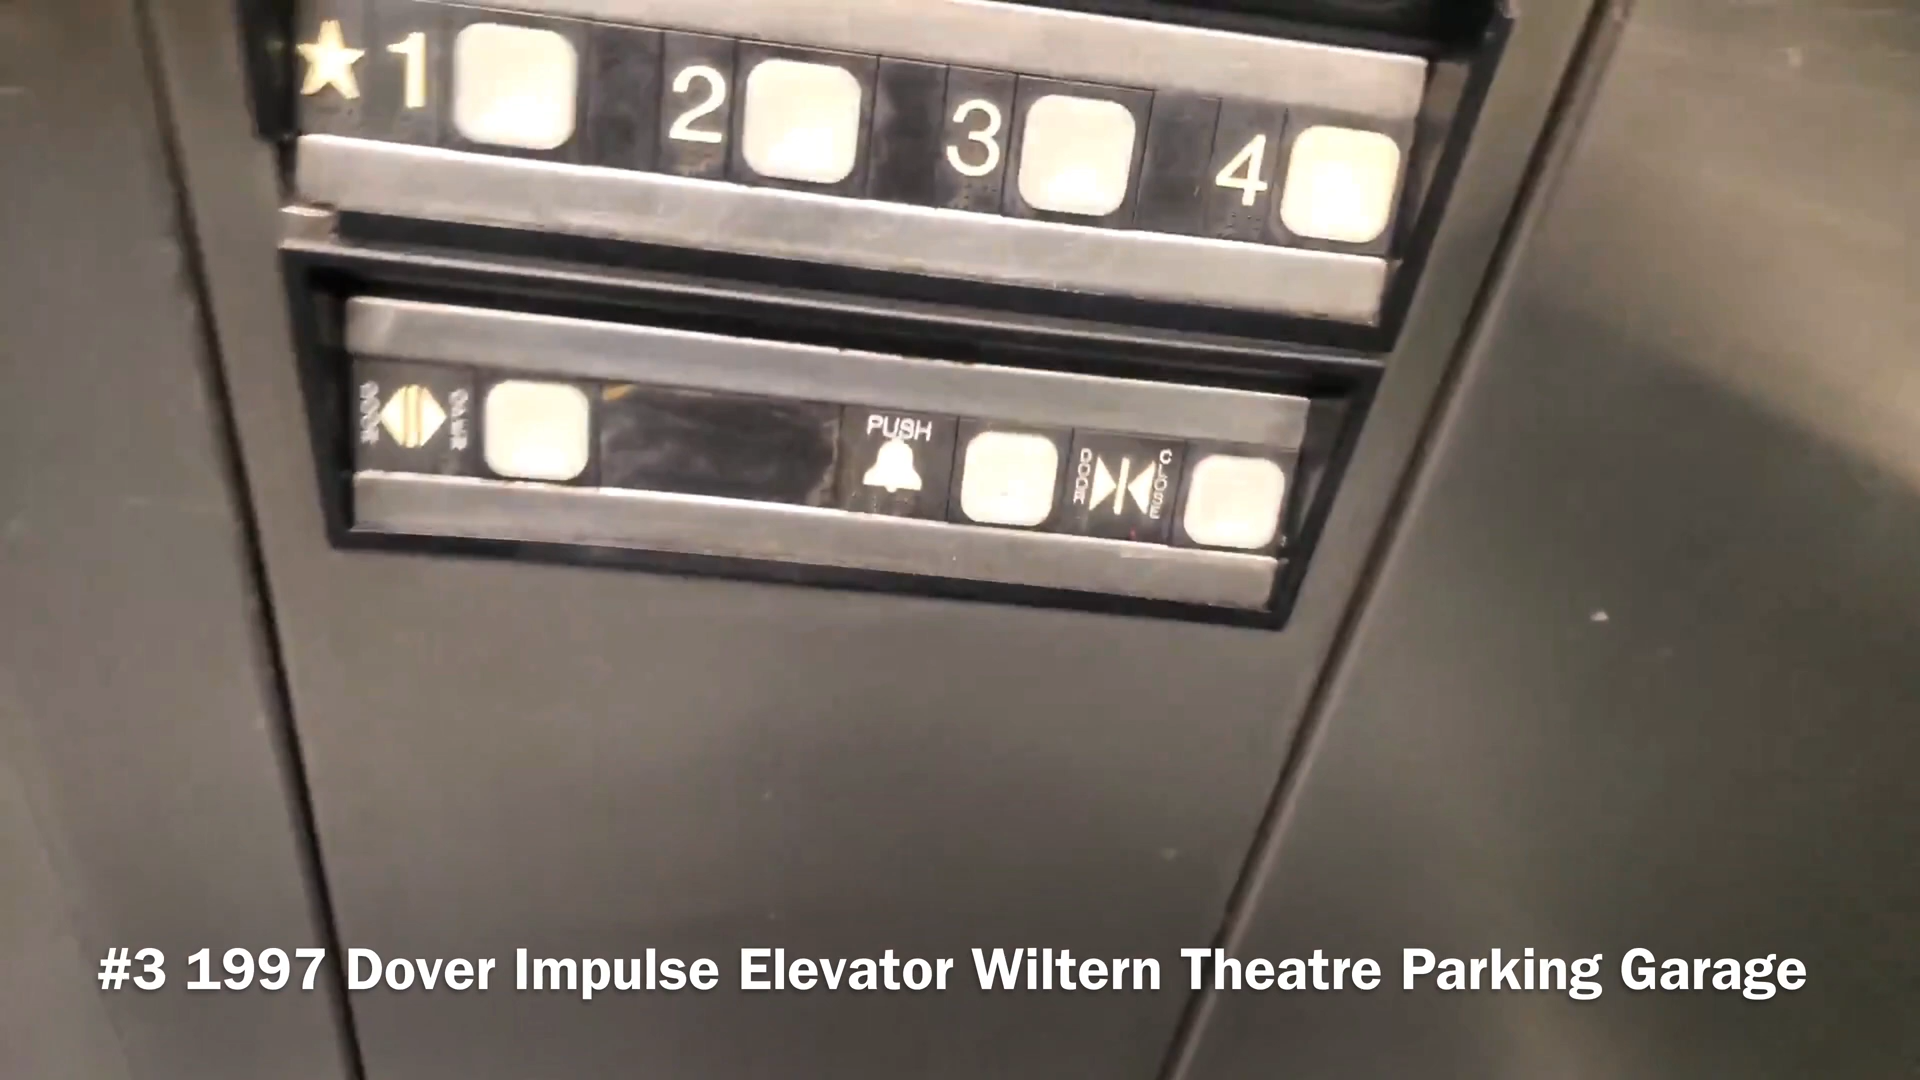 ★1 2 3 4
DOOR OPEN
PUSH
DOOR CLOSE
#3 1997 Dover Impulse Elevator Wiltern Theatre Parking Garage